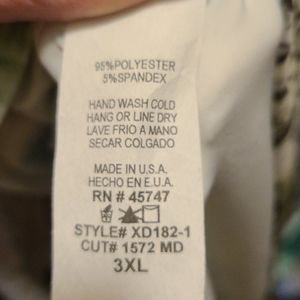 95%POLYESTER
5%SPANDEX
HAND WASH COLD
HANG OR LINE DRY
LAVE FRIO A MANO
SECAR COLGADO
MADE IN U.S.A.
HECHO EN E.U.A.
RN # 45747
STYLE# XD182-1
CUT# 1572 MD
3XL